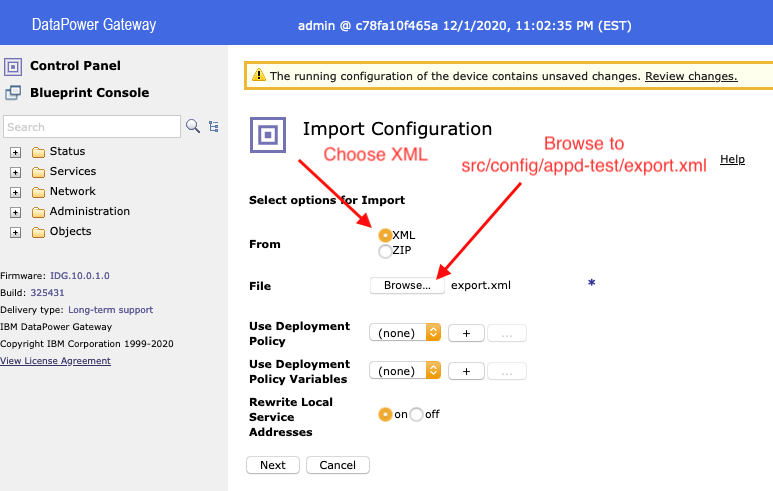 DataPower Gateway
admin @ c78fa10f465a 12/1/2020, 11:02:35 PM (EST)
Control Panel
Blueprint Console
Search
Status
Services
Network
Administration
Objects
Firmware: IDG.10.0.1.0
Build: 325431
Delivery type: Long-term support
IBM DataPower Gateway
Copyright IBM Corporation 1999-2020
View License Agreement
The running configuration of the device contains unsaved changes. Review changes.
Import Configuration
Choose XML
Browse to
src/config/appd-test/export.xml
Help
Select options for Import
From
XML
ZIP
File
Browse...
export.xml
*
Use Deployment
Policy
(none)
+
...
Use Deployment
Policy Variables
(none)
+
...
Rewrite Local
Service
Addresses
on
off
Next
Cancel